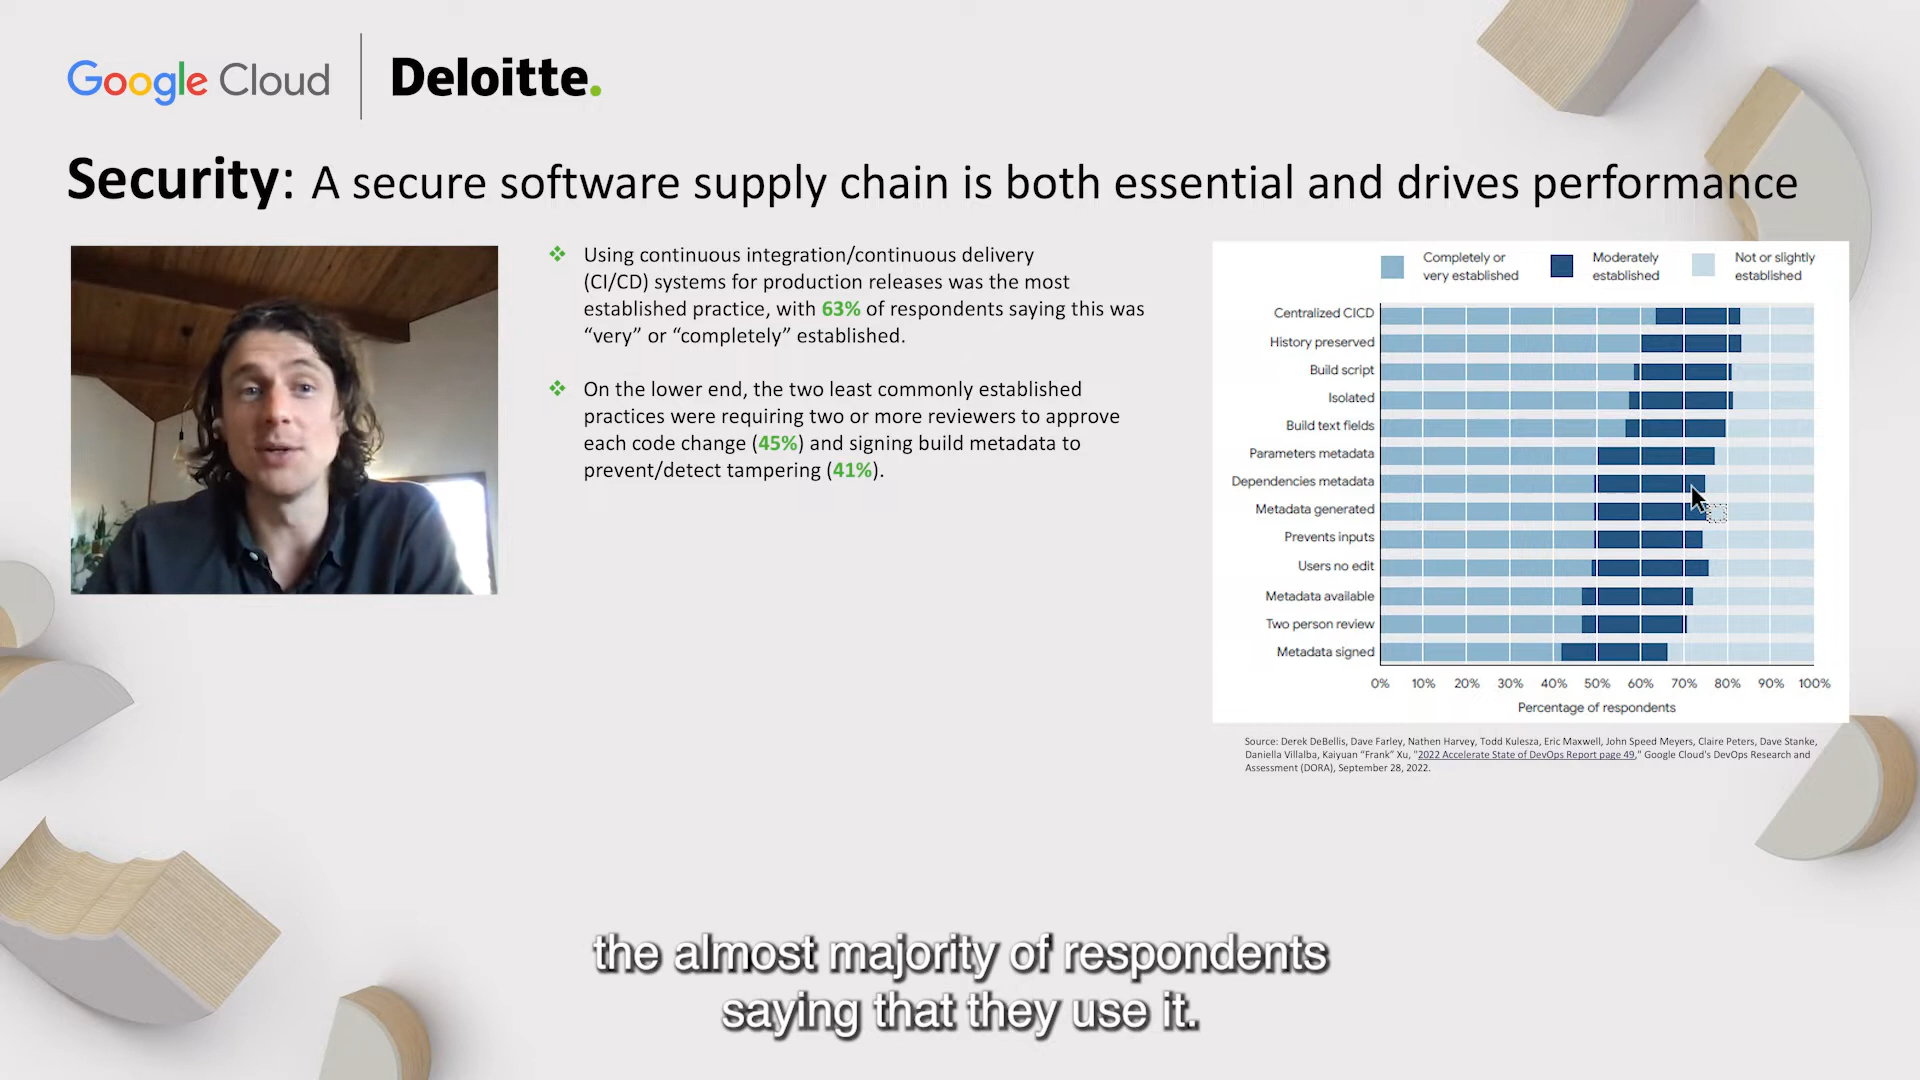 Google Cloud
Deloitte.
Security: A secure software supply chain is both essential and drives performance
Using continuous integration/continuous delivery
(CI/CD) systems for production releases was the most
established practice, with 63% of respondents saying this was
“very” or “completely” established.
On the lower end, the two least commonly established
practices were requiring two or more reviewers to approve
each code change (45%) and signing build metadata to
prevent/detect tampering (41%).
Completely or
very established
Moderately
established
Not or slightly
established
Centralized CICD
History preserved
Build script
Isolated
Build text fields
Parameters metadata
Dependencies metadata
Metadata generated
Prevents inputs
Users no edit
Metadata available
Two person review
Metadata signed
0% 10% 20% 30% 40% 50% 60% 70% 80% 90% 100%
Percentage of respondents
Source: Derek DeBellis, Dave Farley, Nathen Harvey, Todd Kulesza, Eric Maxwell, John Speed Meyers, Claire Peters, Dave Stanke,
Daniella Villalba, Kaiyuan “Frank” Xu, "2022 Accelerate State of DevOps Report page 49," Google Cloud's DevOps Research and
Assessment (DORA), September 28, 2022.
the almost majority of respondents
saying that they use it.